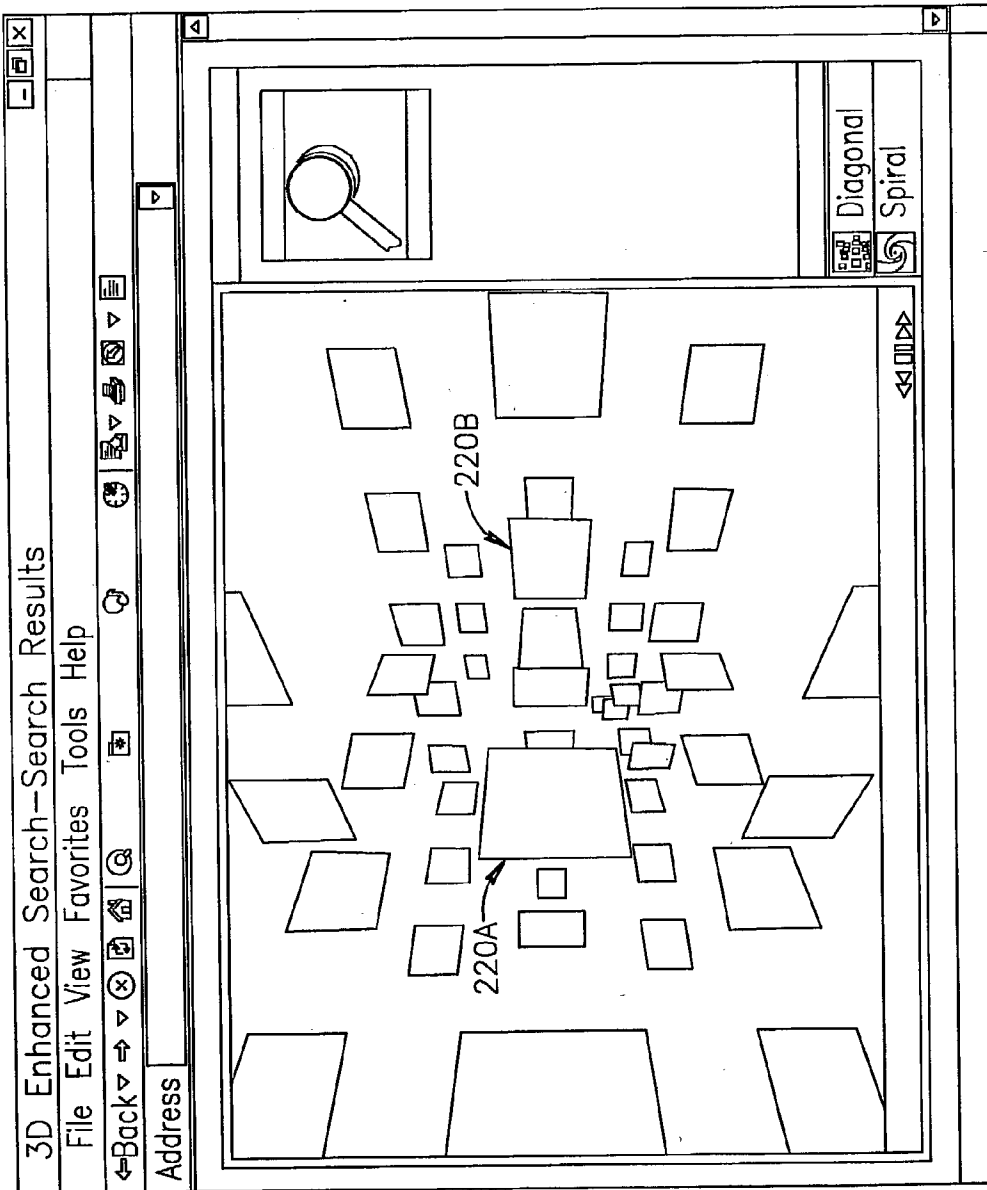 3D Enhanced Search-Search Results
File Edit View Favorites Tools Help
Back
Address
220A
220B
Diagonal
Spiral